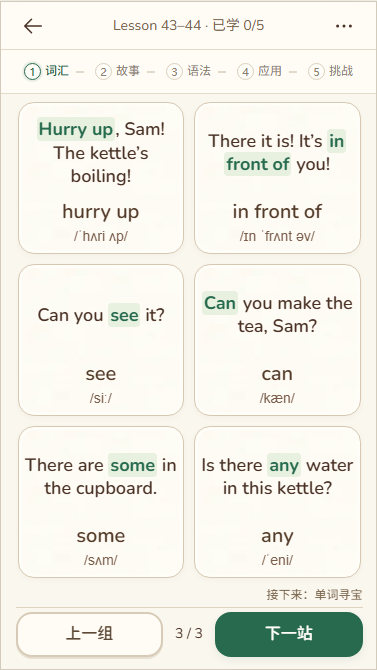 Lesson 43–44 · 已学 0/5
1 词汇 2 故事 3 语法 4 应用 5 挑战
Hurry up, Sam!
The kettle’s
boiling!
hurry up
/ˈhʌri ʌp/
There it is! It’s in
front of you!
in front of
/ɪn ˈfrʌnt əv/
Can you see it?
see
/siː/
Can you make the
tea, Sam?
can
/kæn/
There are some in
the cupboard.
some
/sʌm/
Is there any water
in this kettle?
any
/ˈeni/
接下来：单词寻宝
上一组
3 / 3
下一站